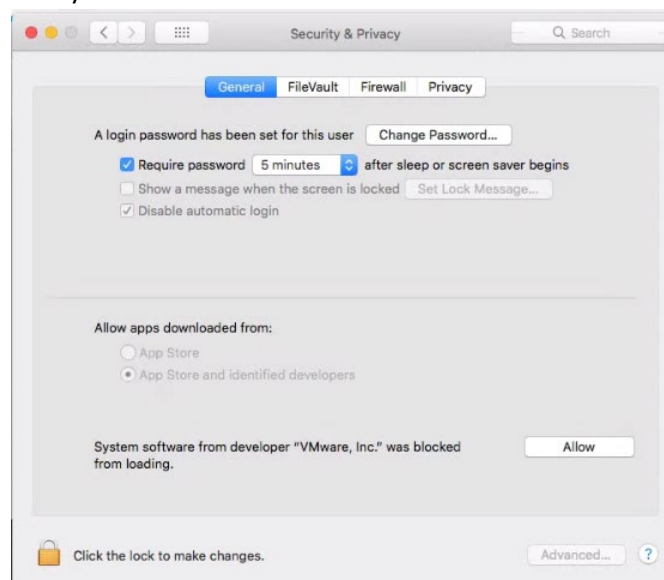 Security & Privacy
Search
General FileVault Firewall Privacy
A login password has been set for this user Change Password...
Require password 5 minutes after sleep or screen saver begins
Show a message when the screen is locked Set Lock Message...
Disable automatic login
Allow apps downloaded from:
App Store
App Store and identified developers
System software from developer "VMware, Inc." was blocked Allow
from loading.
Click the lock to make changes. Advanced... ?